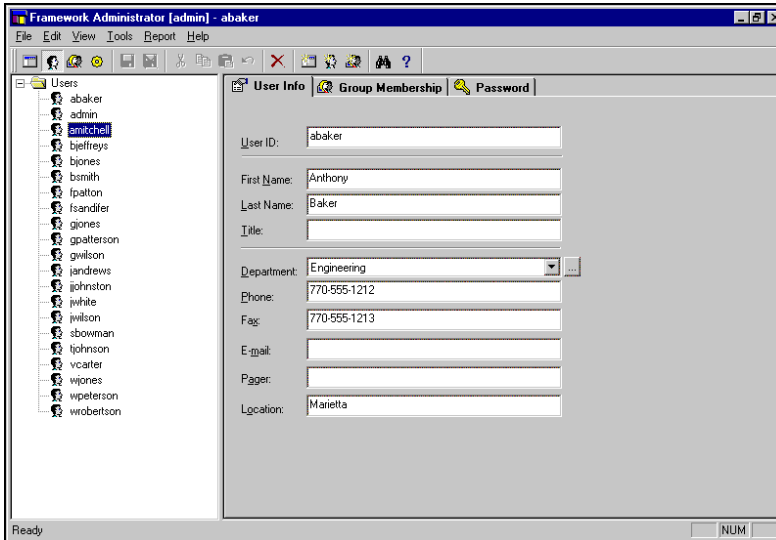 Framework Administrator [admin] - abaker
File Edit View Tools Report Help
Users
abaker
admin
amitchell
bjeffreys
bjones
bsmith
fpatton
fsandifer
gjones
gpatterson
gwilson
jandrews
jjohnston
jwhite
jwilson
sbowman
tjohnson
vcarter
wjones
wpeterson
wrobertson
User Info Group Membership Password
User ID: abaker
First Name: Anthony
Last Name: Baker
Title:
Department: Engineering ...
Phone: 770-555-1212
Fax: 770-555-1213
E-mail:
Pager:
Location: Marietta
Ready NUM